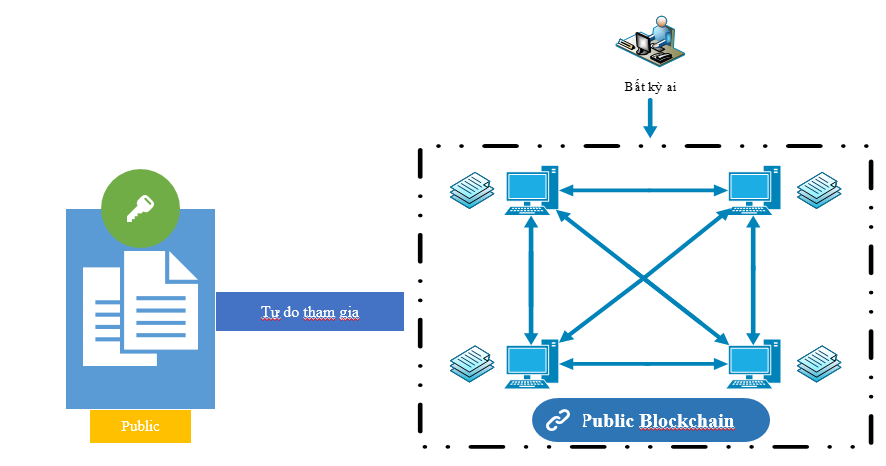 Bất kỳ ai
Tự do tham gia
Public Blockchain
Public